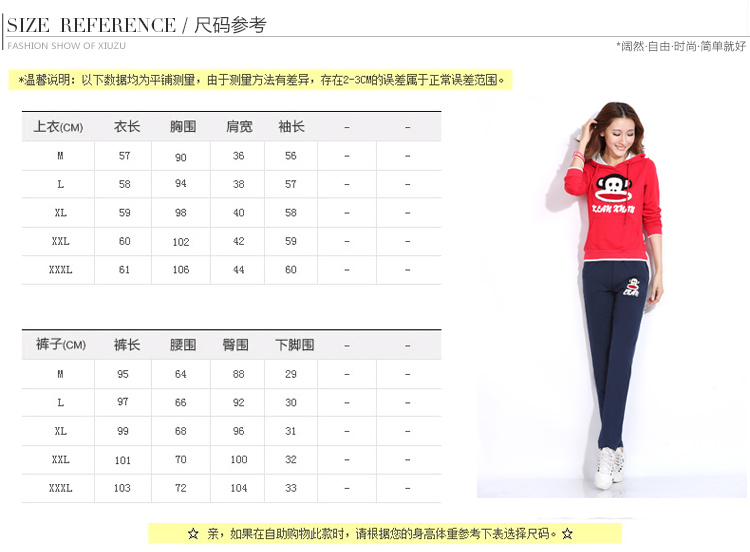 SIZE REFERENCE / 尺码参考
FASHION SHOW OF XIUZU
*阔然·自由·时尚·简单就好
*温馨说明：以下数据均为平铺测量，由于测量方法有差异，存在2-3CM的误差属于正常误差范围。
上衣(CM) 衣长 胸围 肩宽 袖长 - -
M 57 90 36 56 - -
L 58 94 38 57 - -
XL 59 98 40 58 - -
XXL 60 102 42 59 - -
XXXL 61 106 44 60 - -
裤子(CM) 裤长 腰围 臀围 下脚围 - -
M 95 64 88 29 - -
L 97 66 92 30 - -
XL 99 68 96 31 - -
XXL 101 70 100 32 - -
XXXL 103 72 104 33 - -
☆ 亲，如果在自助购物此款时，请根据您的身高体重参考下表选择尺码。☆